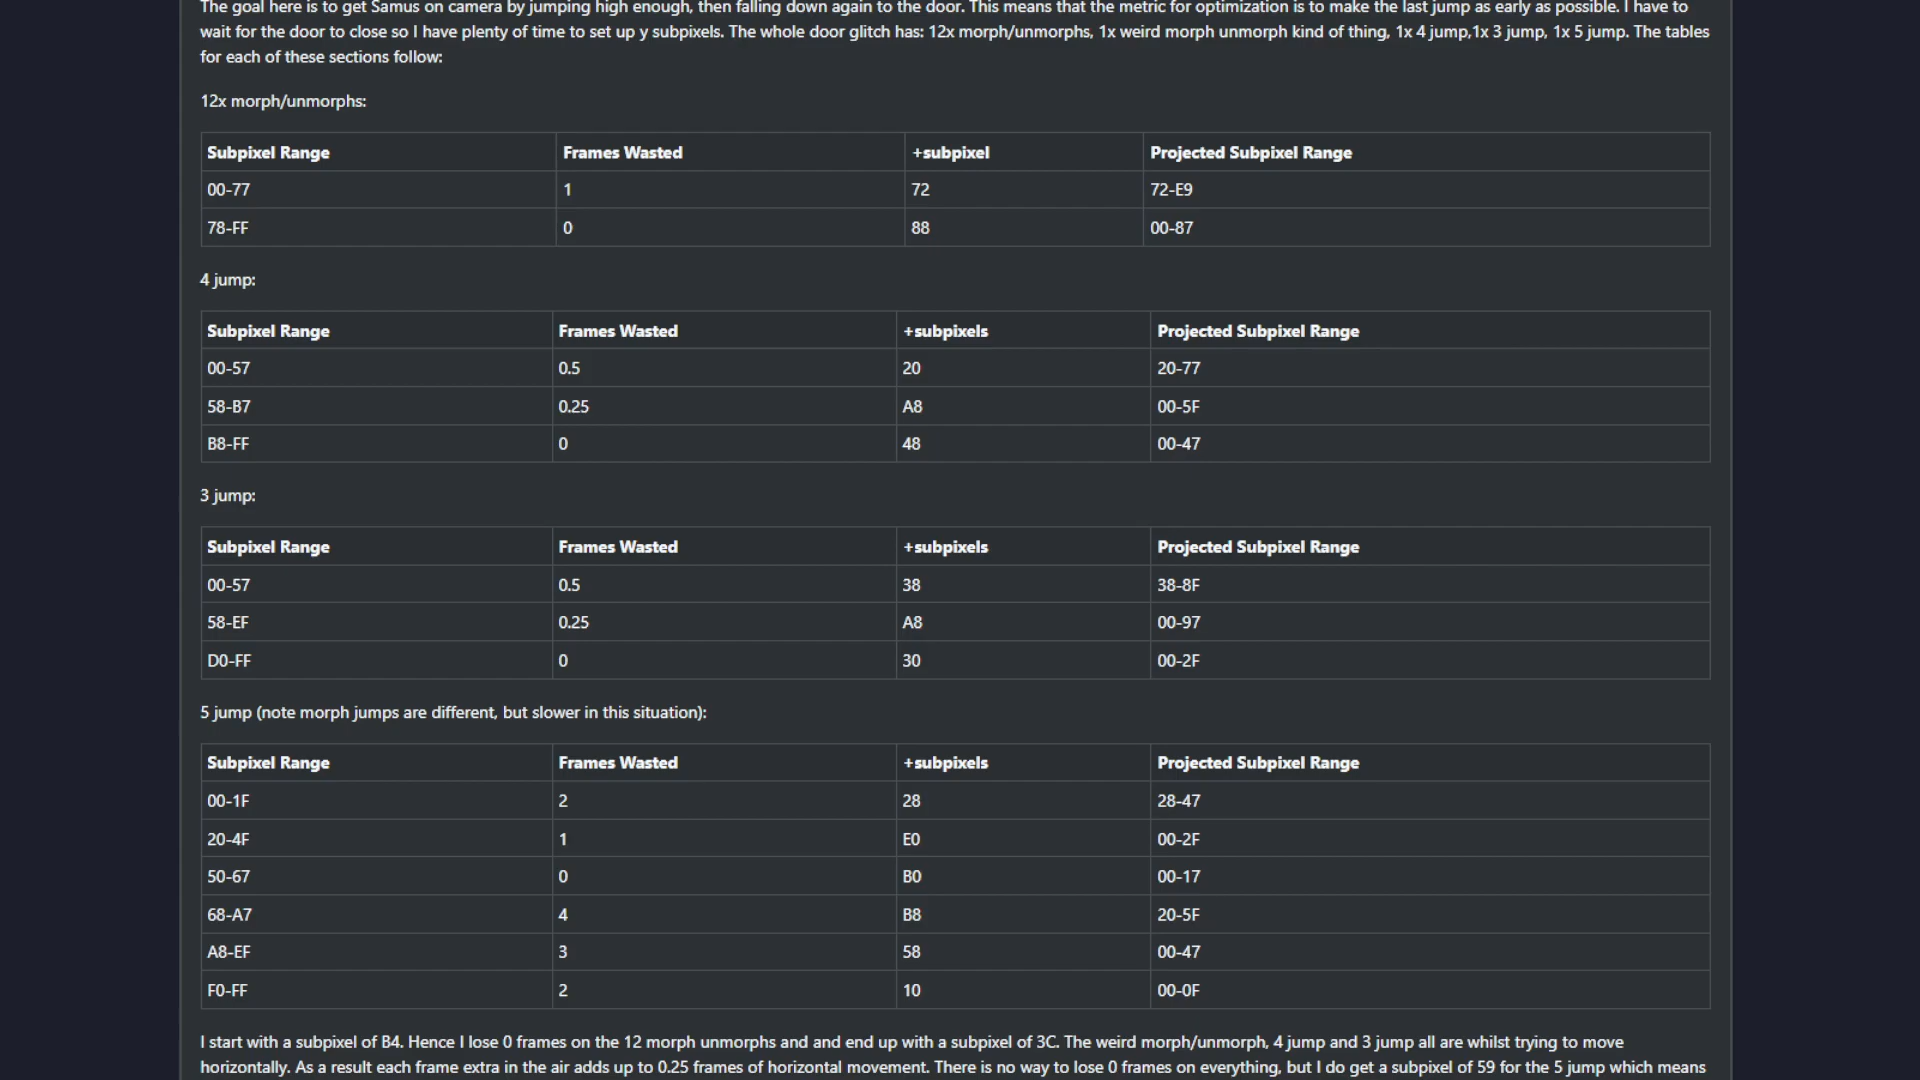 The goal here is to get Samus on camera by jumping high enough, then falling down again to the door. This means that the metric for optimization is to make the last jump as early as possible. I have to
wait for the door to close so I have plenty of time to set up y subpixels. The whole door glitch has: 12x morph/unmorphs, 1x weird morph unmorph kind of thing, 1x 4 jump,1x 3 jump, 1x 5 jump. The tables
for each of these sections follow:
12x morph/unmorphs:
Subpixel Range Frames Wasted +subpixel Projected Subpixel Range
00-77 1 72 72-E9
78-FF 0 88 00-87
4 jump:
Subpixel Range Frames Wasted +subpixels Projected Subpixel Range
00-57 0.5 20 20-77
58-B7 0.25 A8 00-5F
B8-FF 0 48 00-47
3 jump:
Subpixel Range Frames Wasted +subpixels Projected Subpixel Range
00-57 0.5 38 38-8F
58-EF 0.25 A8 00-97
D0-FF 0 30 00-2F
5 jump (note morph jumps are different, but slower in this situation):
Subpixel Range Frames Wasted +subpixels Projected Subpixel Range
00-1F 2 28 28-47
20-4F 1 E0 00-2F
50-67 0 B0 00-17
68-A7 4 B8 20-5F
A8-EF 3 58 00-47
F0-FF 2 10 00-0F
I start with a subpixel of B4. Hence I lose 0 frames on the 12 morph unmorphs and and end up with a subpixel of 3C. The weird morph/unmorph, 4 jump and 3 jump all are whilst trying to move
horizontally. As a result each frame extra in the air adds up to 0.25 frames of horizontal movement. There is no way to lose 0 frames on everything, but I do get a subpixel of 59 for the 5 jump which means